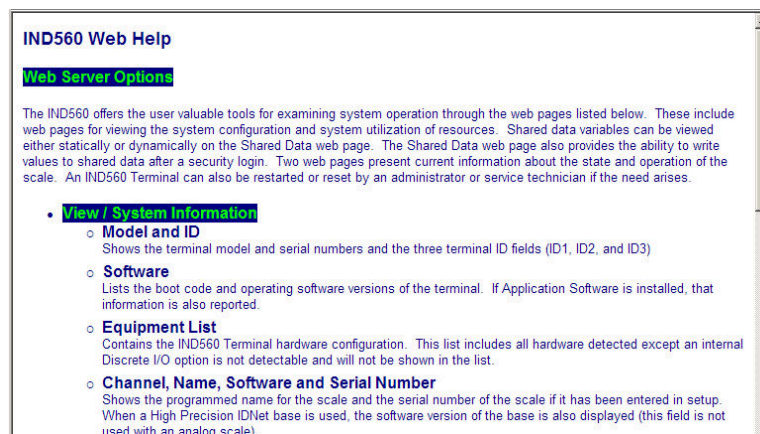 IND560 Web Help
Web Server Options
The IND560 offers the user valuable tools for examining system operation through the web pages listed below. These include
web pages for viewing the system configuration and system utilization of resources. Shared data variables can be viewed
either statically or dynamically on the Shared Data web page. The Shared Data web page also provides the ability to write
values to shared data after a security login. Two web pages present current information about the state and operation of the
scale. An IND560 Terminal can also be restarted or reset by an administrator or service technician if the need arises.
• View / System Information
o Model and ID
Shows the terminal model and serial numbers and the three terminal ID fields (ID1, ID2, and ID3)
o Software
Lists the boot code and operating software versions of the terminal. If Application Software is installed, that
information is also reported.
o Equipment List
Contains the IND560 Terminal hardware configuration. This list includes all hardware detected except an internal
Discrete I/O option is not detectable and will not be shown in the list.
o Channel, Name, Software and Serial Number
Shows the programmed name for the scale and the serial number of the scale if it has been entered in setup.
When a High Precision IDNet base is used, the software version of the base is also displayed (this field is not
used with an analog scale)